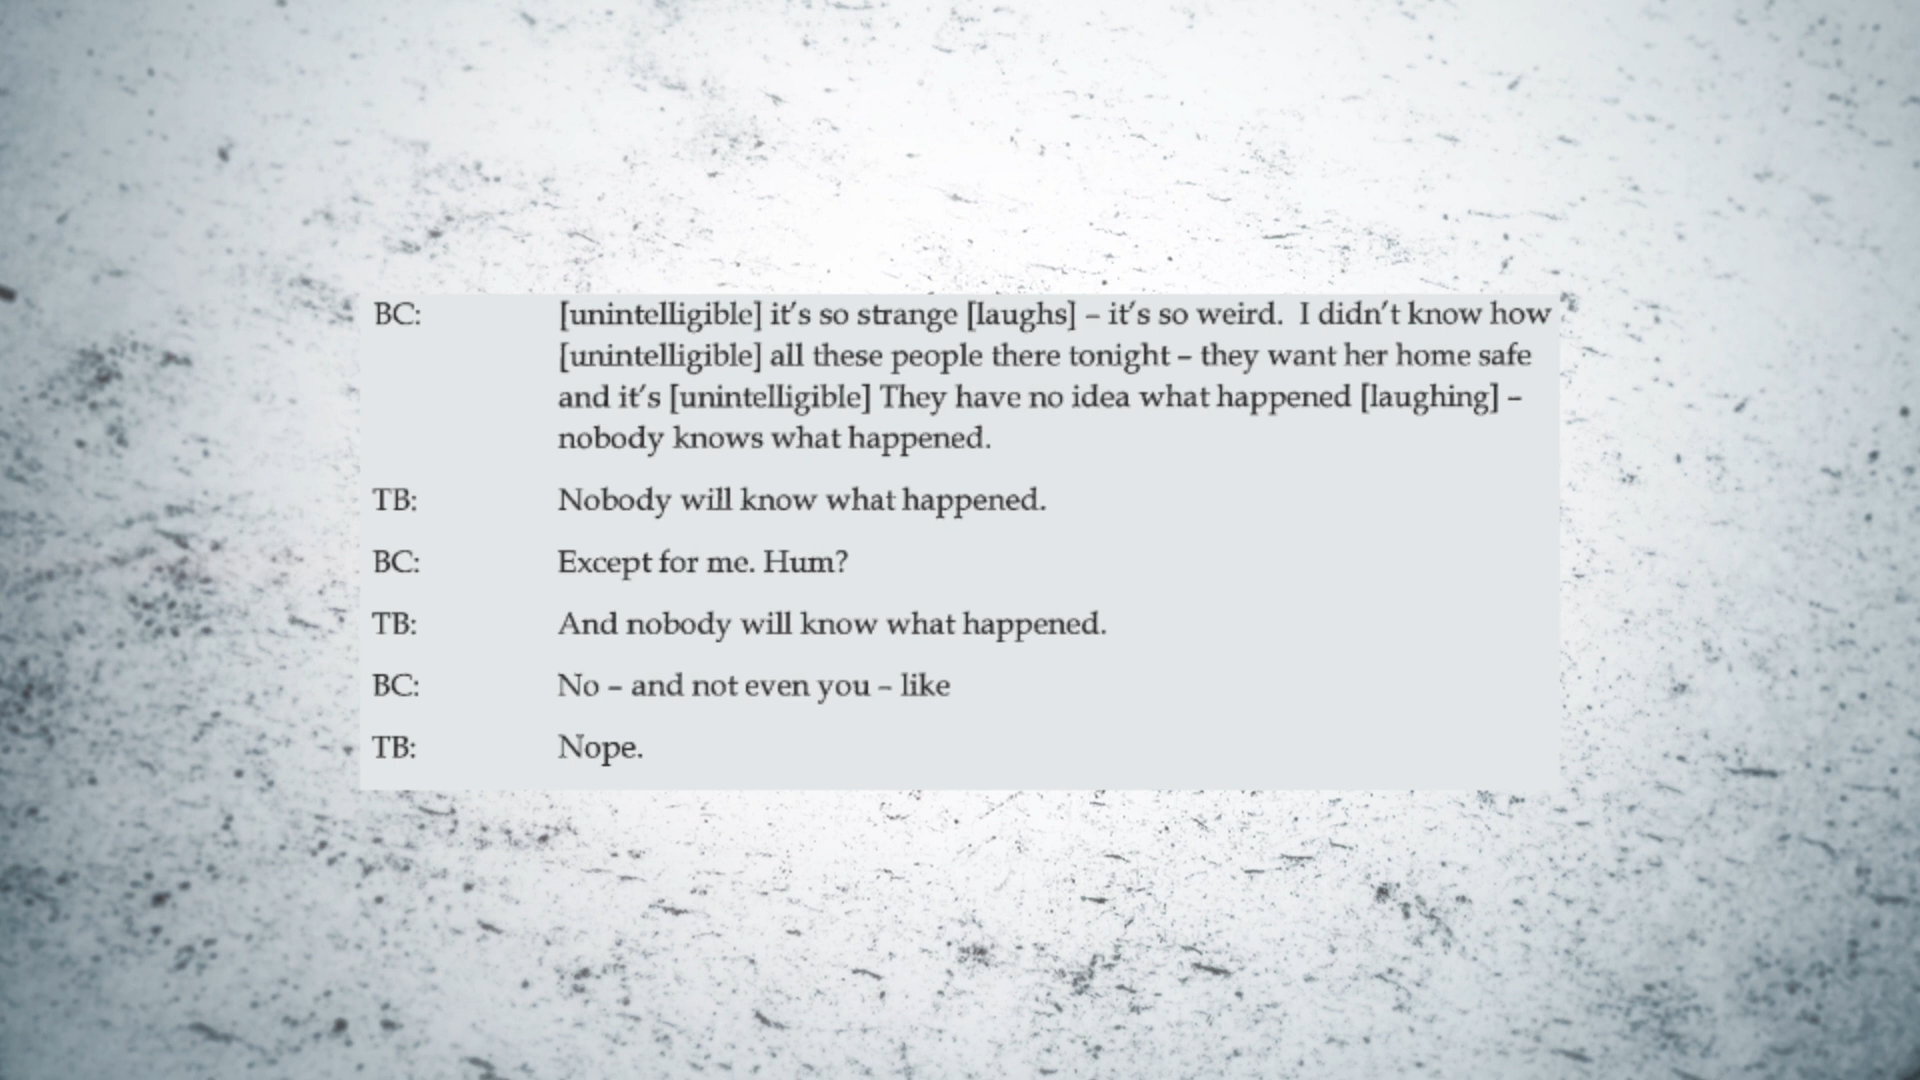 BC: [unintelligible] it's so strange [laughs] – it's so weird.  I didn't know how
[unintelligible] all these people there tonight – they want her home safe
and it's [unintelligible] They have no idea what happened [laughing] –
nobody knows what happened.
TB: Nobody will know what happened.
BC: Except for me. Hum?
TB: And nobody will know what happened.
BC: No – and not even you – like
TB: Nope.